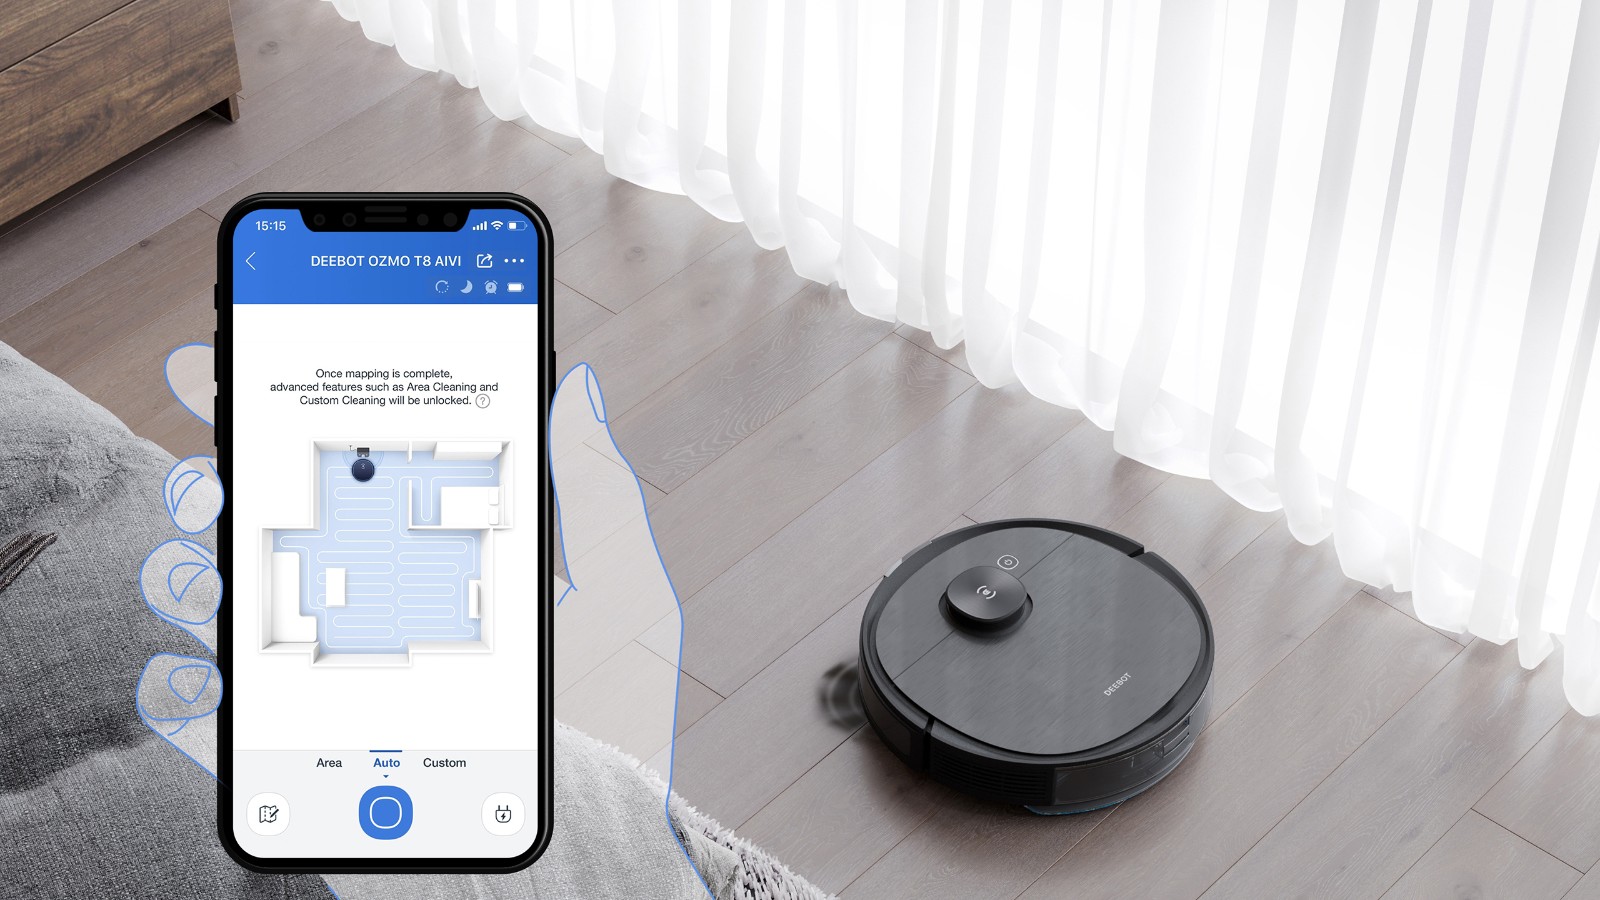 15:15
DEEBOT OZMO T8 AIVI
Once mapping is complete,
advanced features such as Area Cleaning and
Custom Cleaning will be unlocked. ?
Area Auto Custom
DEEBOT